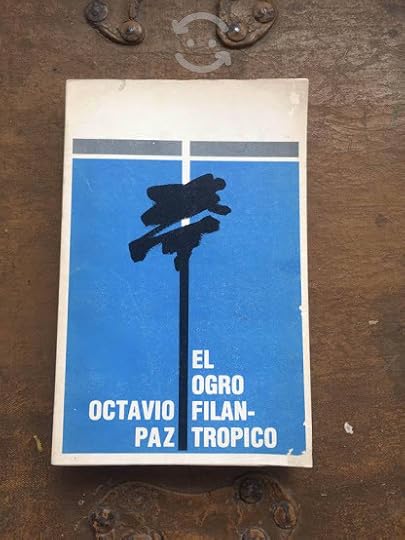 EL
OGRO
OCTAVIO FILAN-
PAZ TROPICO